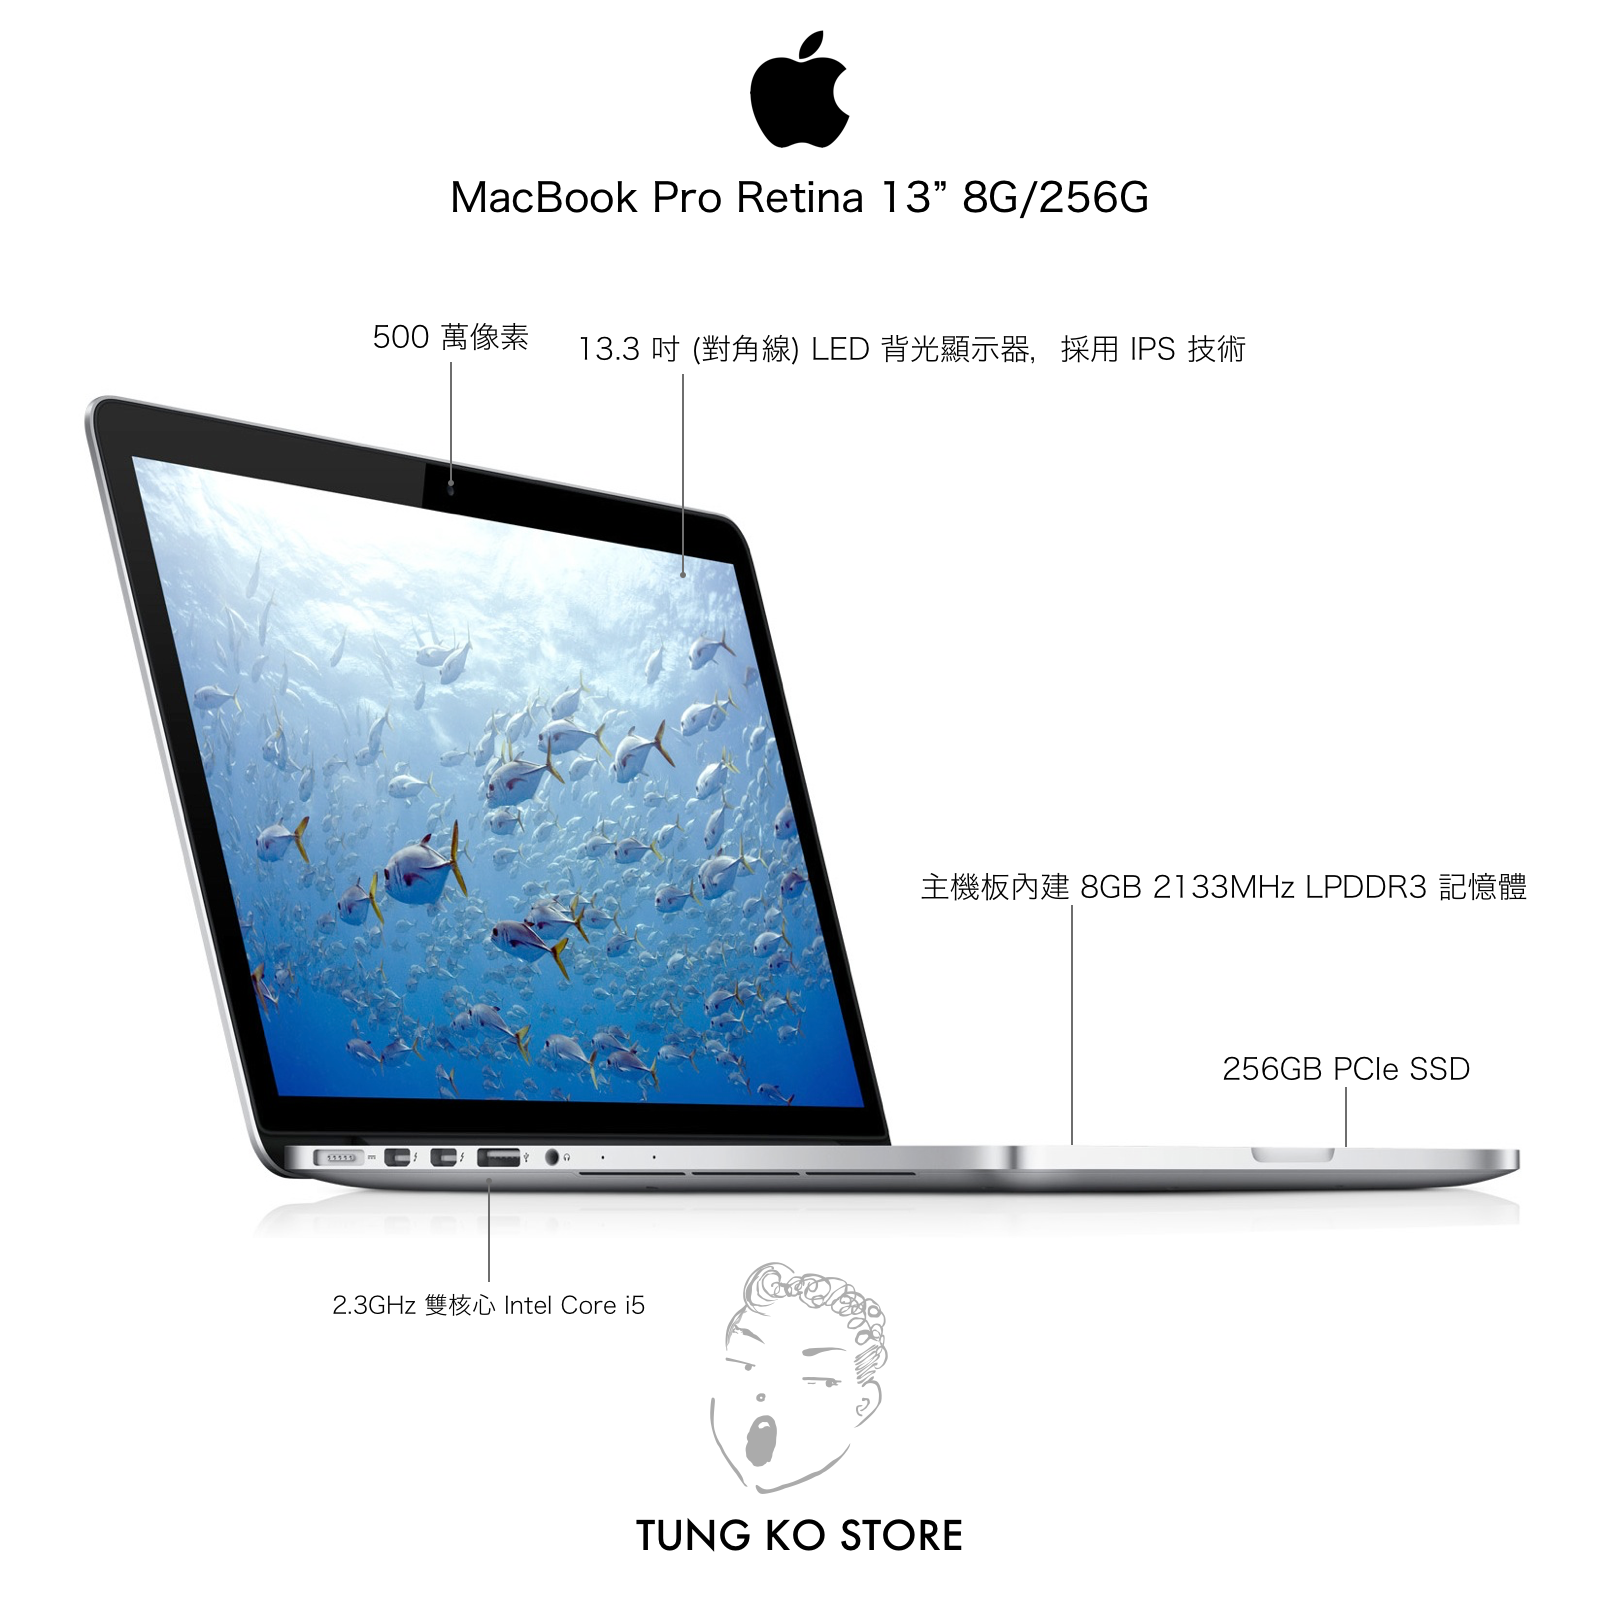 MacBook Pro Retina 13” 8G/256G
500 萬像素
13.3 吋 (對角線) LED 背光顯示器，採用 IPS 技術
主機板內建 8GB 2133MHz LPDDR3 記憶體
256GB PCIe SSD
2.3GHz 雙核心 Intel Core i5
TUNG KO STORE